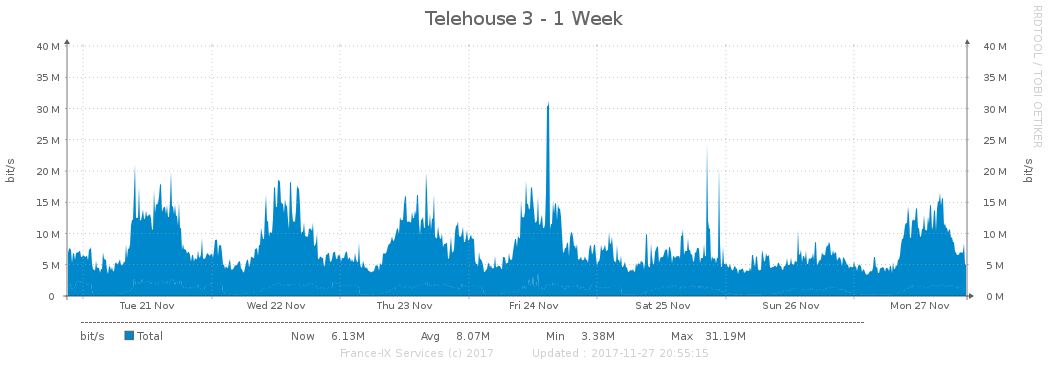 Telehouse 3 - 1 Week
RRDTOOL / TOBI OETIKER
bit/s
bit/s
40 M 40 M
35 M 35 M
30 M 30 M
25 M 25 M
20 M 20 M
15 M 15 M
10 M 10 M
5 M 5 M
0 0 M
Tue 21 Nov Wed 22 Nov Thu 23 Nov Fri 24 Nov Sat 25 Nov Sun 26 Nov Mon 27 Nov
bit/s Total Now 6.13M Avg 8.07M Min 3.38M Max 31.19M
France-IX Services (c) 2017 Updated : 2017-11-27 20:55:15